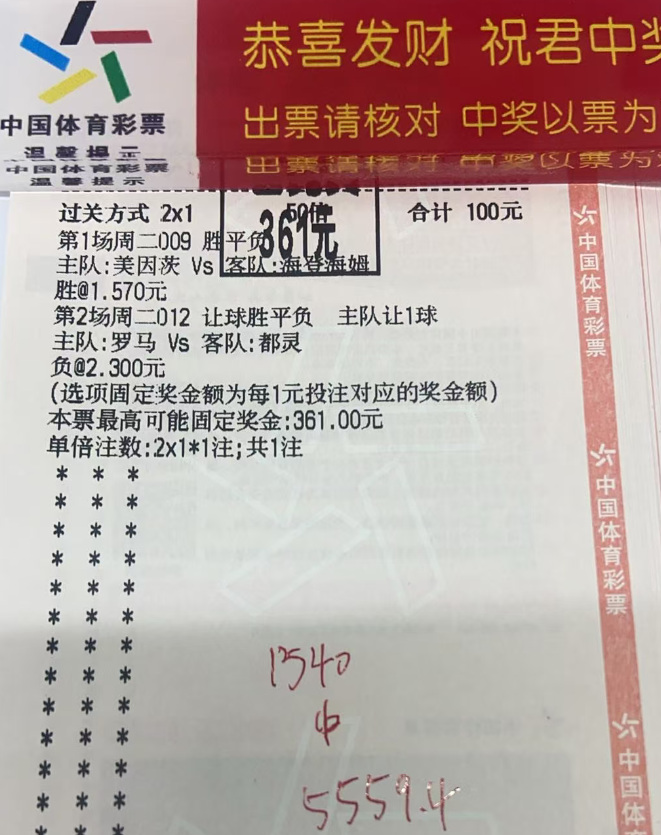 恭喜发财 祝君中奖
中国体育彩票
出票请核对 中奖以票为
温馨提示
出票请核对 中奖以票为
中国体育彩票
温馨提示
过关方式 2x1 50倍 合计 100元
361元
第1场周二009 胜平负
主队:美因茨 Vs 客队:海登海姆
胜@1.570元
第2场周二012 让球胜平负 主队让1球
主队:罗马 Vs 客队:都灵
负@2.300元
(选项固定奖金额为每1元投注对应的奖金额)
本票最高可能固定奖金:361.00元
单倍注数:2x1*1注;共1注
* * *
* * *
* * *
* * *
* * *
* * *
* * *
* * *
* * *
* * *
* * *
* * *
* * *
1540
中
5559.4
中国体育彩票
中国体育彩票
中国体育